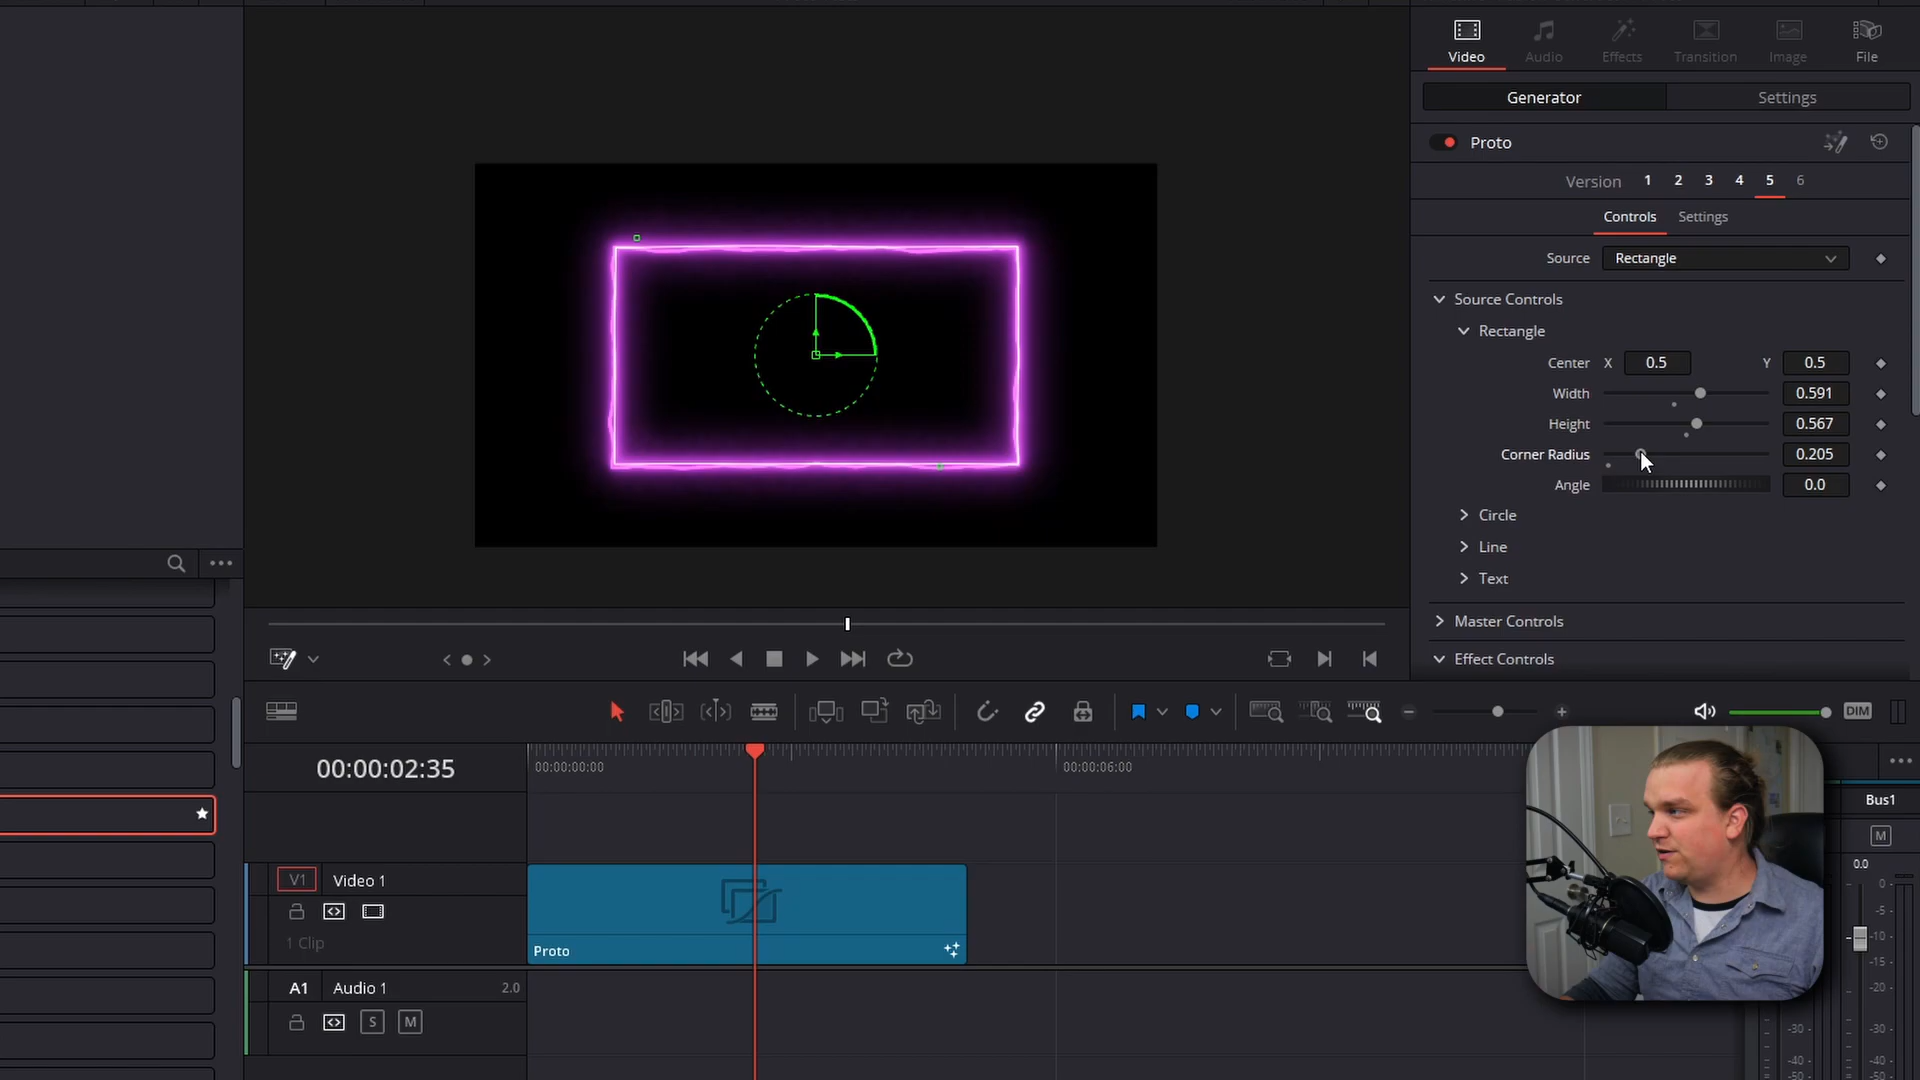 Video Audio Effects Transition Image File
Generator Settings
Proto
Version 1 2 3 4 5 6
Controls Settings
Source Rectangle
Source Controls
Rectangle
Center X 0.5 Y 0.5
Width 0.591
Height 0.567
Corner Radius 0.205
Angle 0.0
Circle
Line
Text
Master Controls
Effect Controls
DIM
00:00:02:35
00:00:00:00
00:00:06:00
V1 Video 1
1 Clip
Proto
A1 Audio 1 2.0
S M
Bus1
M
0.0
0
-5
-10
-15
-20
-30
-40
-50
-30
-40
-50